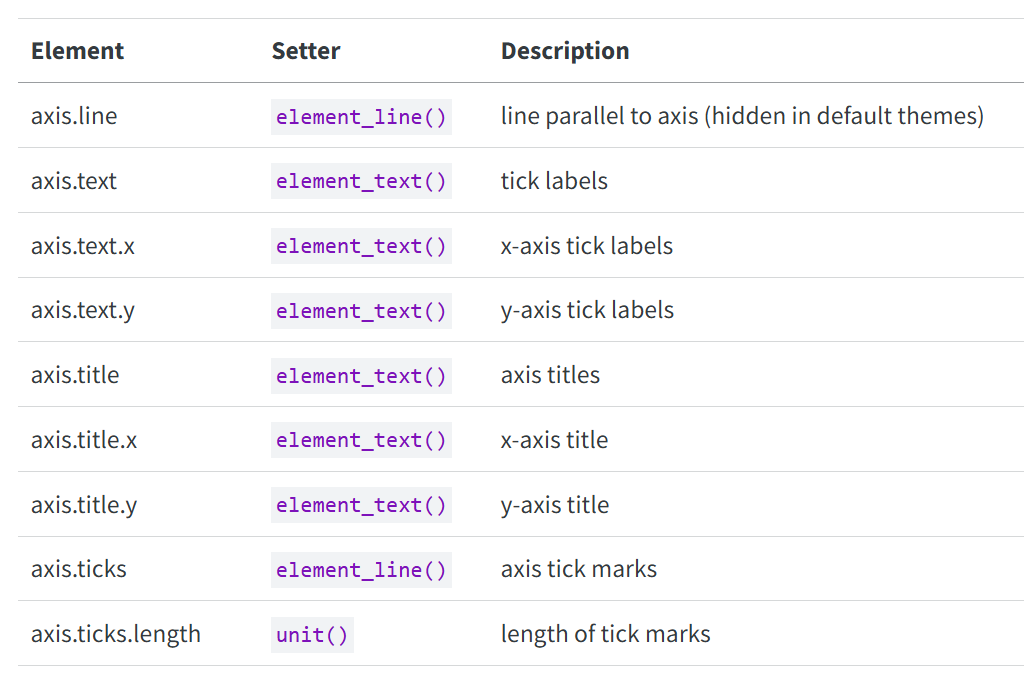 Element Setter Description
axis.line element_line() line parallel to axis (hidden in default themes)
axis.text element_text() tick labels
axis.text.x element_text() x-axis tick labels
axis.text.y element_text() y-axis tick labels
axis.title element_text() axis titles
axis.title.x element_text() x-axis title
axis.title.y element_text() y-axis title
axis.ticks element_line() axis tick marks
axis.ticks.length unit() length of tick marks